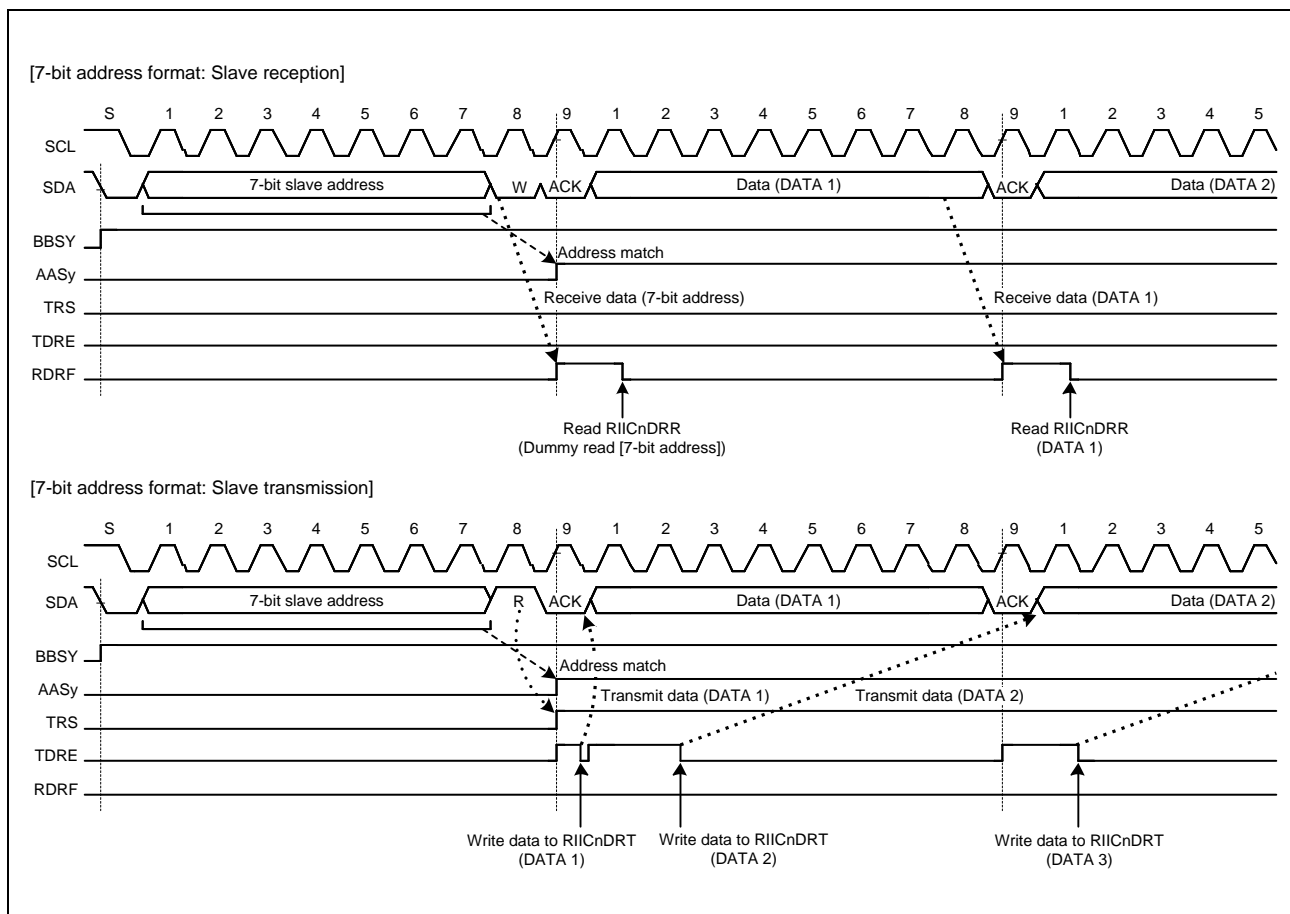 [7-bit address format: Slave reception]
S 1 2 3 4 5 6 7 8 9 1 2 3 4 5 6 7 8 9 1 2 3 4 5
SCL
SDA 7-bit slave address W ACK Data (DATA 1) ACK Data (DATA 2)
BBSY
Address match
AASy
Receive data (7-bit address) Receive data (DATA 1)
TRS
TDRE
RDRF
Read RIICnDRR Read RIICnDRR
(Dummy read [7-bit address]) (DATA 1)
[7-bit address format: Slave transmission]
S 1 2 3 4 5 6 7 8 9 1 2 3 4 5 6 7 8 9 1 2 3 4 5
SCL
SDA 7-bit slave address R ACK Data (DATA 1) ACK Data (DATA 2)
BBSY
Address match
AASy
Transmit data (DATA 1) Transmit data (DATA 2)
TRS
TDRE
RDRF
Write data to RIICnDRT Write data to RIICnDRT Write data to RIICnDRT
(DATA 1) (DATA 2) (DATA 3)